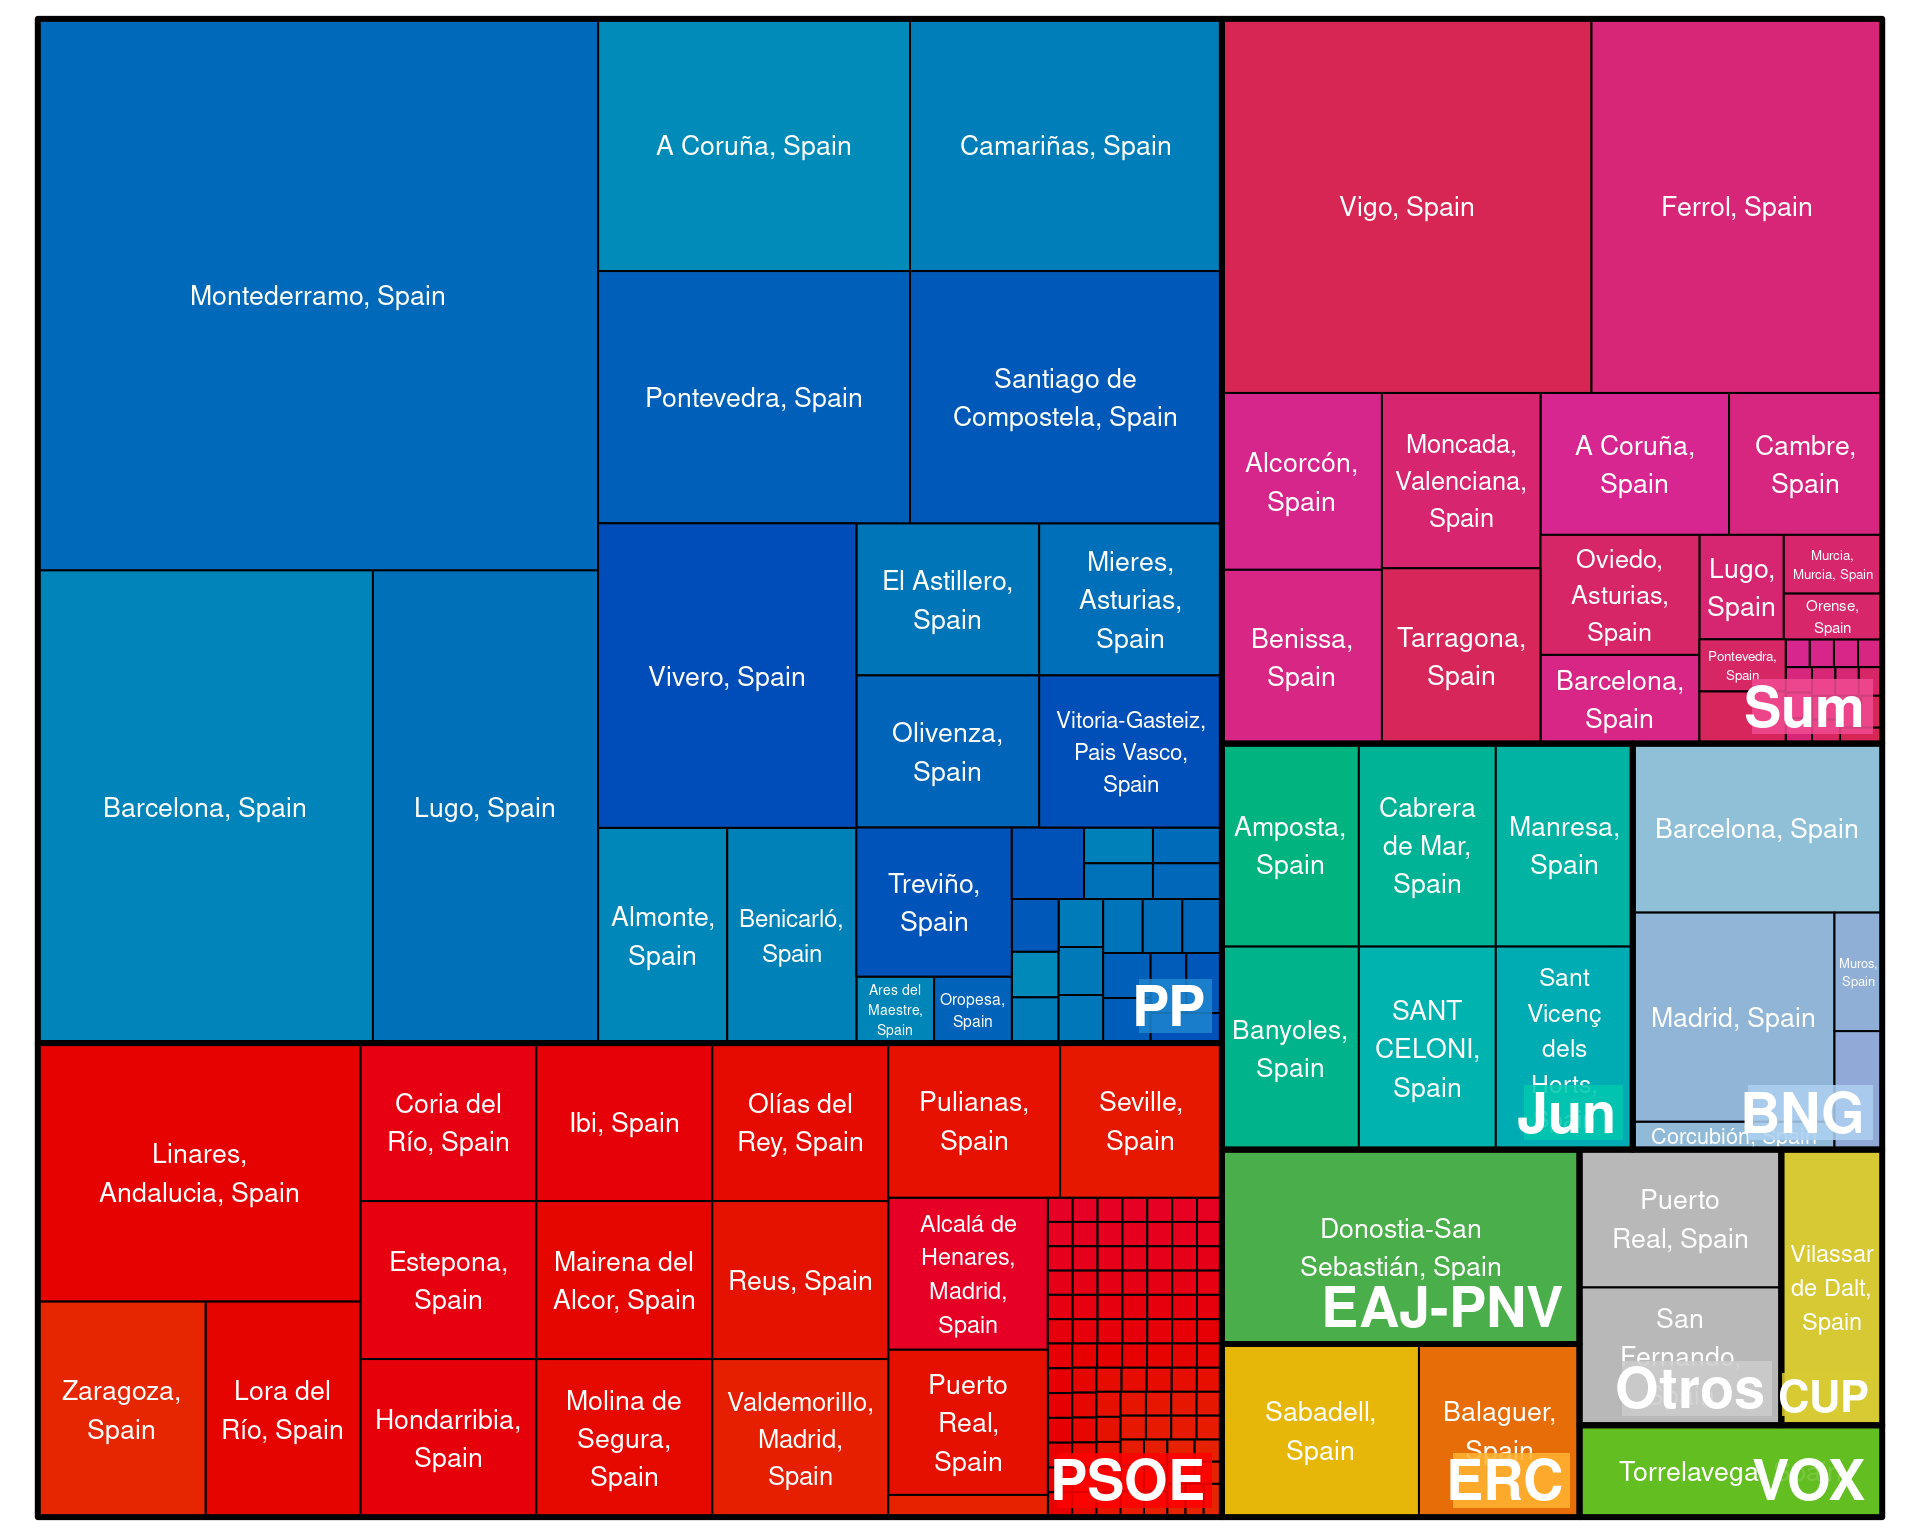 Montederramo, Spain
A Coruña, Spain
Camariñas, Spain
Pontevedra, Spain
Santiago de
Compostela, Spain
Barcelona, Spain
Lugo, Spain
Vivero, Spain
El Astillero,
Spain
Mieres,
Asturias,
Spain
Olivenza,
Spain
Vitoria-Gasteiz,
Pais Vasco,
Spain
Almonte,
Spain
Benicarló,
Spain
Treviño,
Spain
Ares del
Maestre,
Spain
Oropesa,
Spain
PP
Vigo, Spain
Ferrol, Spain
Alcorcón,
Spain
Moncada,
Valenciana,
Spain
A Coruña,
Spain
Cambre,
Spain
Benissa,
Spain
Tarragona,
Spain
Oviedo,
Asturias,
Spain
Lugo,
Spain
Murcia,
Murcia, Spain
Orense,
Spain
Barcelona,
Spain
Pontevedra,
Spain
Sum
Amposta,
Spain
Cabrera
de Mar,
Spain
Manresa,
Spain
Banyoles,
Spain
SANT
CELONI,
Spain
Sant
Vicenç
dels
Horts,
Jun
Barcelona, Spain
Madrid, Spain
Muros,
Spain
Corcubión, Spain
BNG
Linares,
Andalucia, Spain
Zaragoza,
Spain
Lora del
Río, Spain
Coria del
Río, Spain
Ibi, Spain
Olías del
Rey, Spain
Pulianas,
Spain
Seville,
Spain
Estepona,
Spain
Mairena del
Alcor, Spain
Reus, Spain
Alcalá de
Henares,
Madrid,
Spain
Hondarribia,
Spain
Molina de
Segura,
Spain
Valdemorillo,
Madrid,
Spain
Puerto
Real,
Spain
PSOE
Donostia-San
Sebastián, Spain
EAJ-PNV
Sabadell,
Spain
Balaguer,
Spain
ERC
Puerto
Real, Spain
San
Fernando,
Otros
Vilassar
de Dalt,
Spain
CUP
Torrelavega
VOX